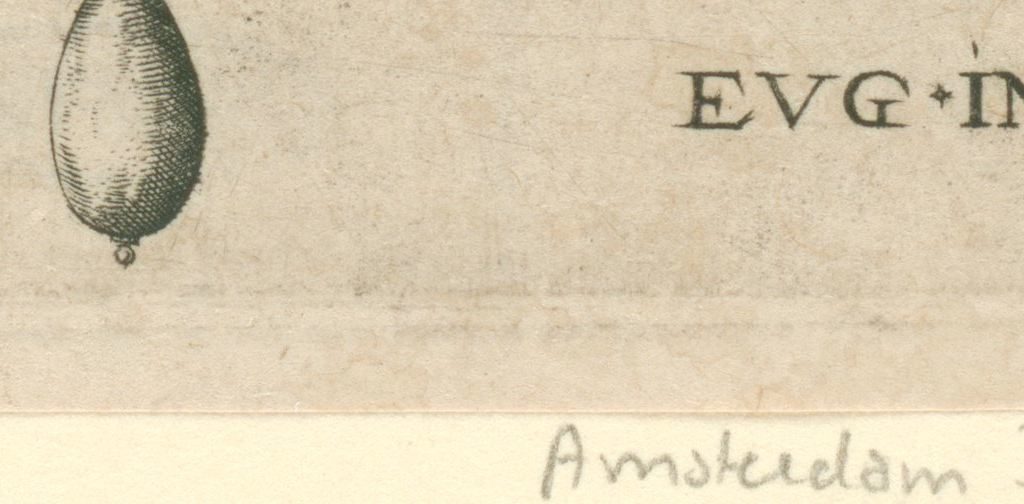 EVG · IN
Amsterdam